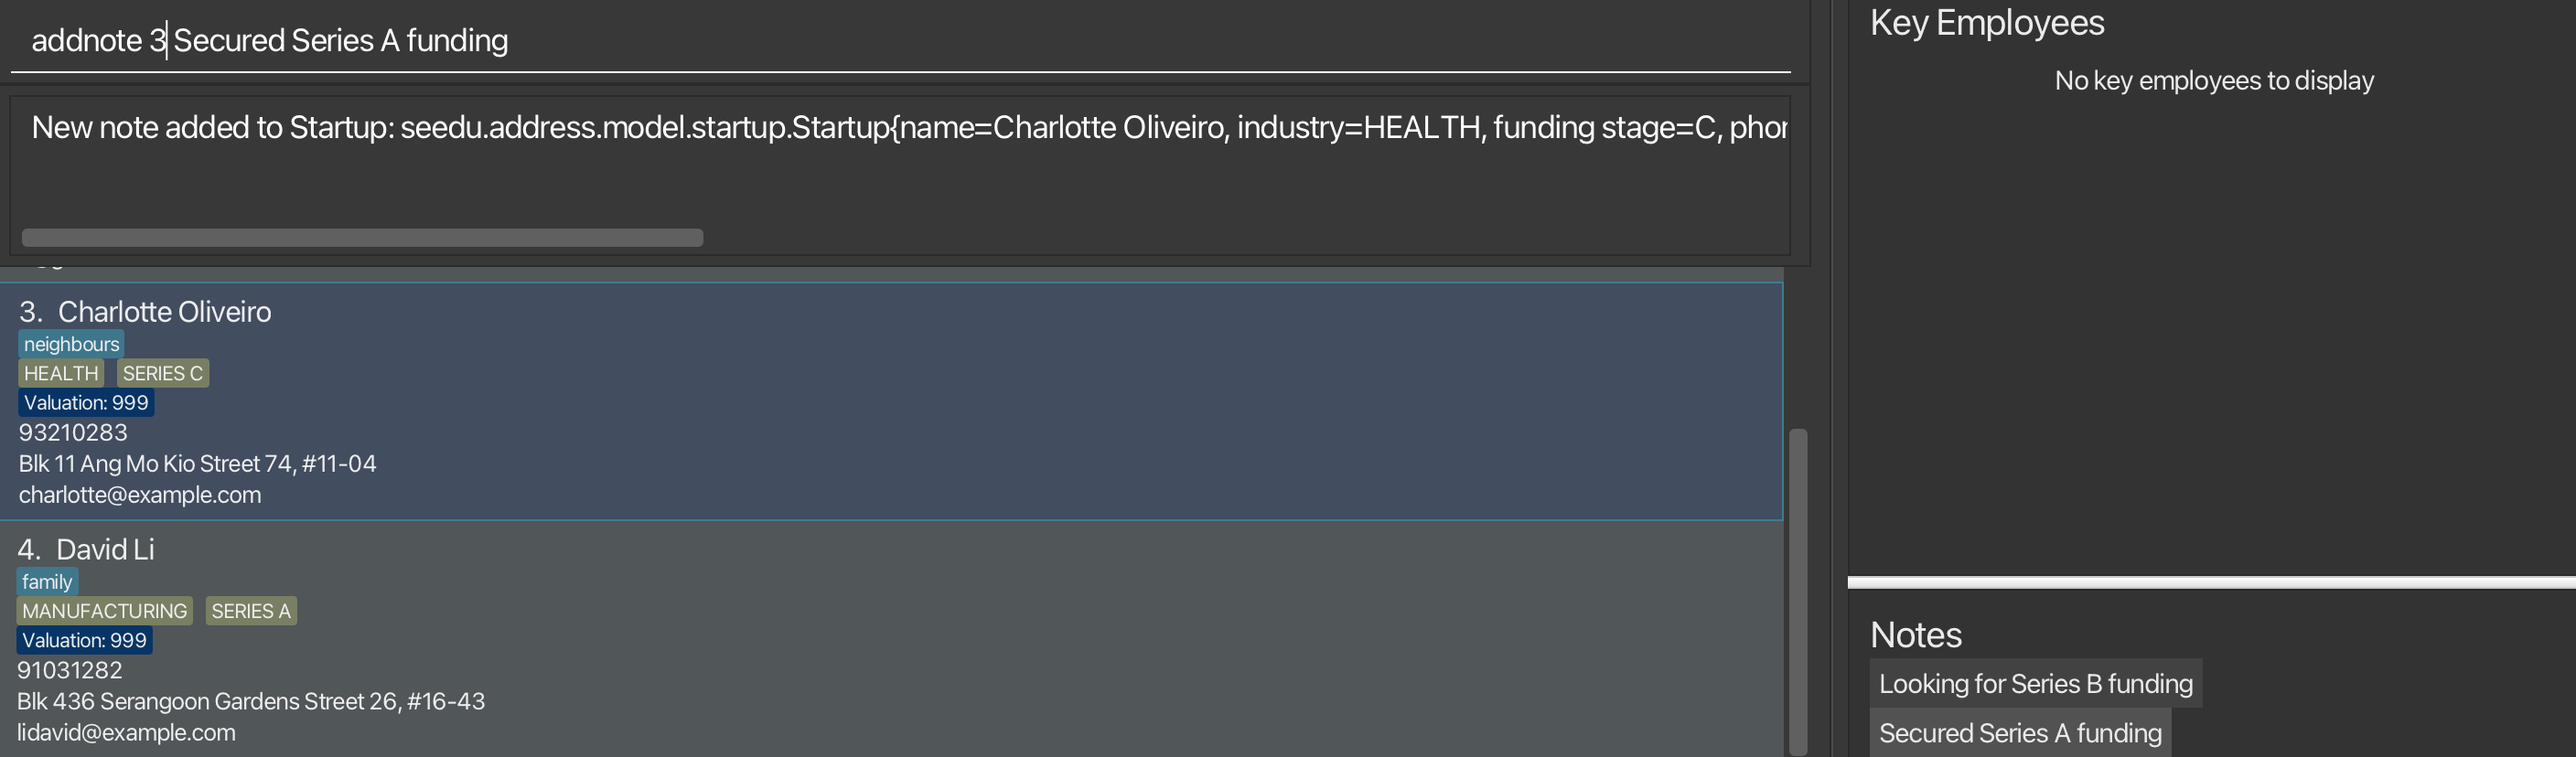 addnote 3 Secured Series A funding
New note added to Startup: seedu.address.model.startup.Startup{name=Charlotte Oliveiro, industry=HEALTH, funding stage=C,
3. Charlotte Oliveiro
neighbours
HEALTH SERIES C
Valuation: 999
93210283
Blk 11 Ang Mo Kio Street 74, #11-04
charlotte@example.com
4. David Li
family
MANUFACTURING SERIES A
Valuation: 999
91031282
Blk 436 Serangoon Gardens Street 26, #16-43
lidavid@example.com
Key Employees
No key employees to display
Notes
Looking for Series B funding
Secured Series A funding